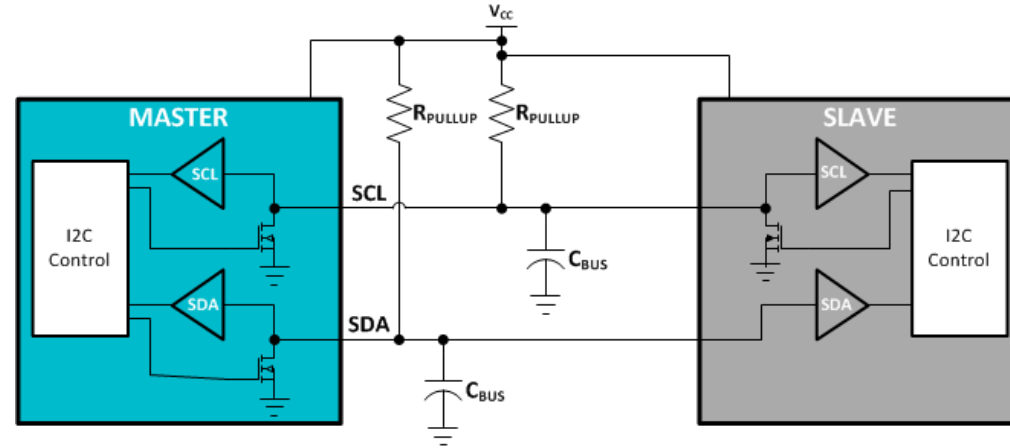 VCC
MASTER
RPULLUP
RPULLUP
SLAVE
SCL
SCL
SCL
I2C
Control
CBUS
I2C
Control
SDA
SDA
SDA
CBUS